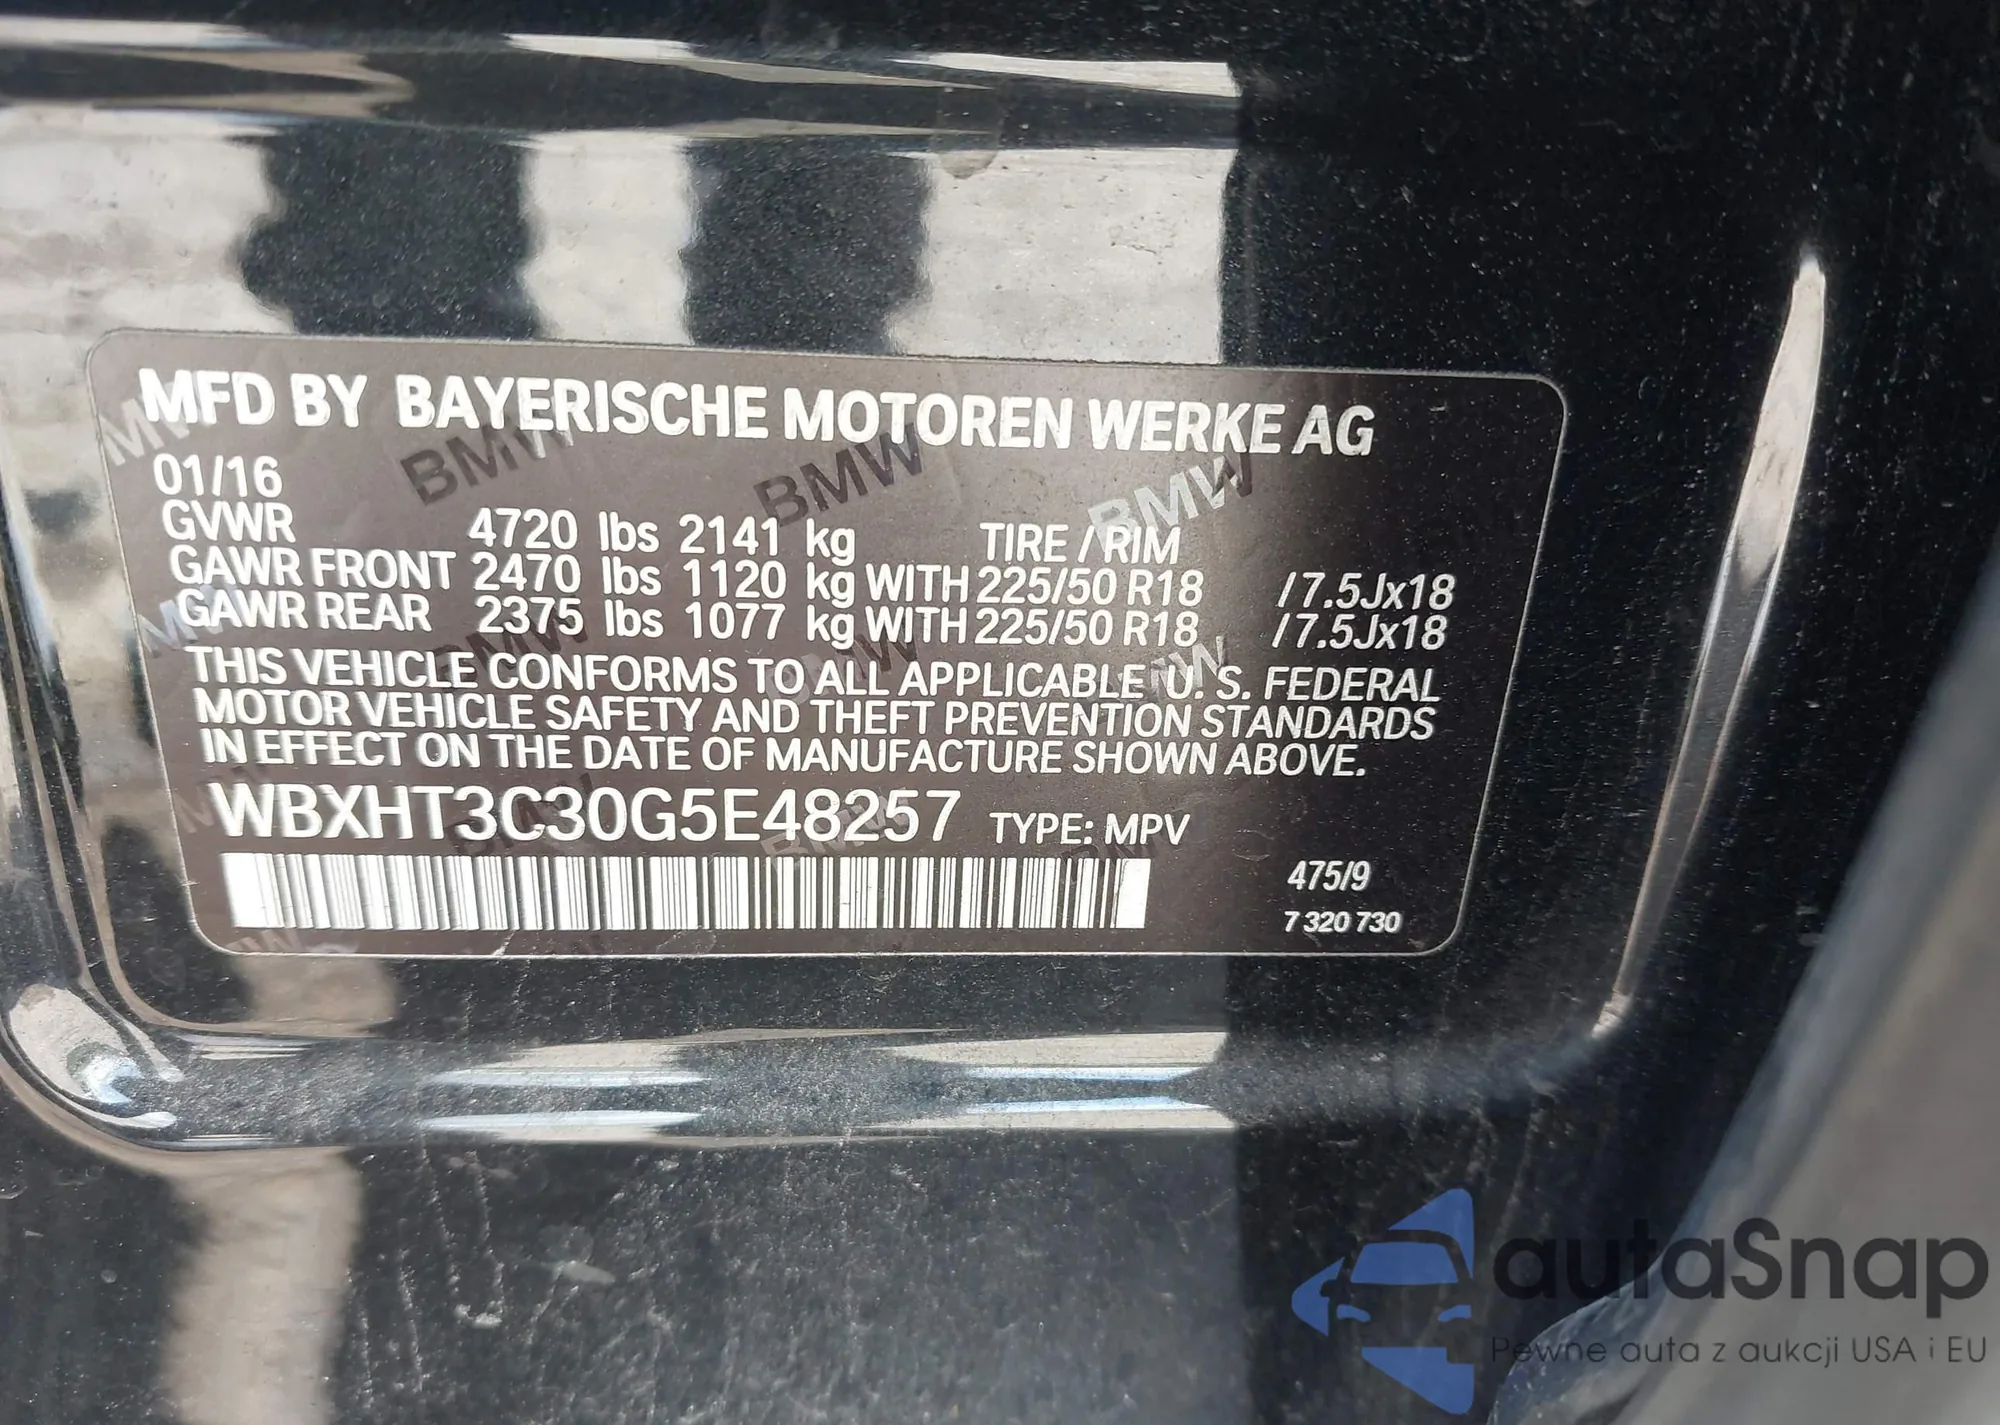 MFD BY BAYERISCHE MOTOREN WERKE AG
01/16
GVWR 4720 lbs 2141 kg TIRE / RIM
GAWR FRONT 2470 lbs 1120 kg WITH 225/50 R18 /7.5Jx18
GAWR REAR 2375 lbs 1077 kg WITH 225/50 R18 /7.5Jx18
THIS VEHICLE CONFORMS TO ALL APPLICABLE U. S. FEDERAL
MOTOR VEHICLE SAFETY AND THEFT PREVENTION STANDARDS
IN EFFECT ON THE DATE OF MANUFACTURE SHOWN ABOVE.
WBXHT3C30G5E48257 TYPE: MPV
475/9
7 320 730
autaSnap
Pewne auta z aukcji USA i EU